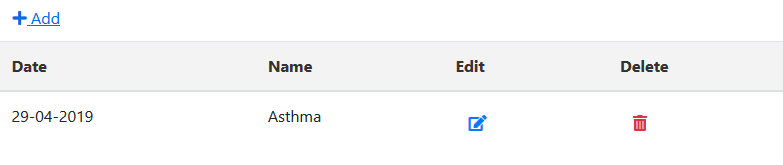 Add
Date Name Edit Delete
29-04-2019 Asthma